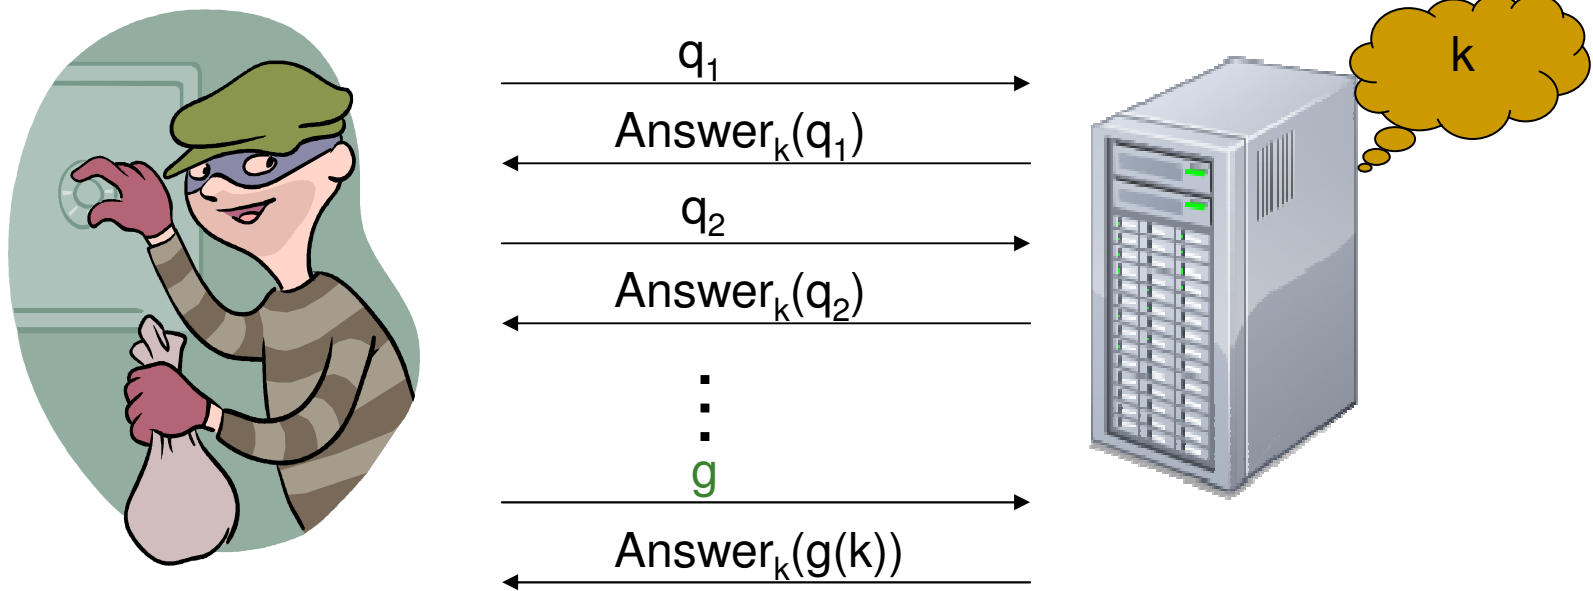 k
q₁
Answerₖ(q₁)
q₂
Answerₖ(q₂)
⋮
g
Answerₖ(g(k))